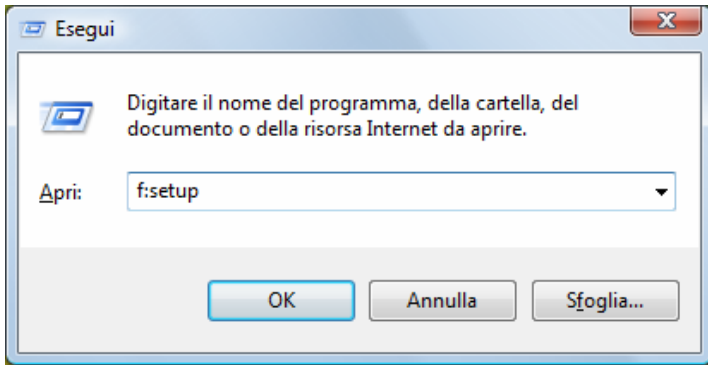 Esegui
Digitare il nome del programma, della cartella, del
documento o della risorsa Internet da aprire.
Apri: f:setup
OK Annulla Sfoglia...